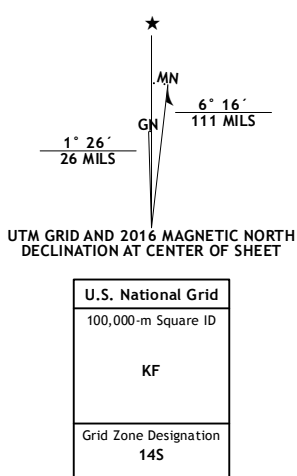 ★
MN
GN
6° 16´
111 MILS
1° 26´
26 MILS
UTM GRID AND 2016 MAGNETIC NORTH
DECLINATION AT CENTER OF SHEET
U.S. National Grid
100,000-m Square ID
KF
Grid Zone Designation
14S